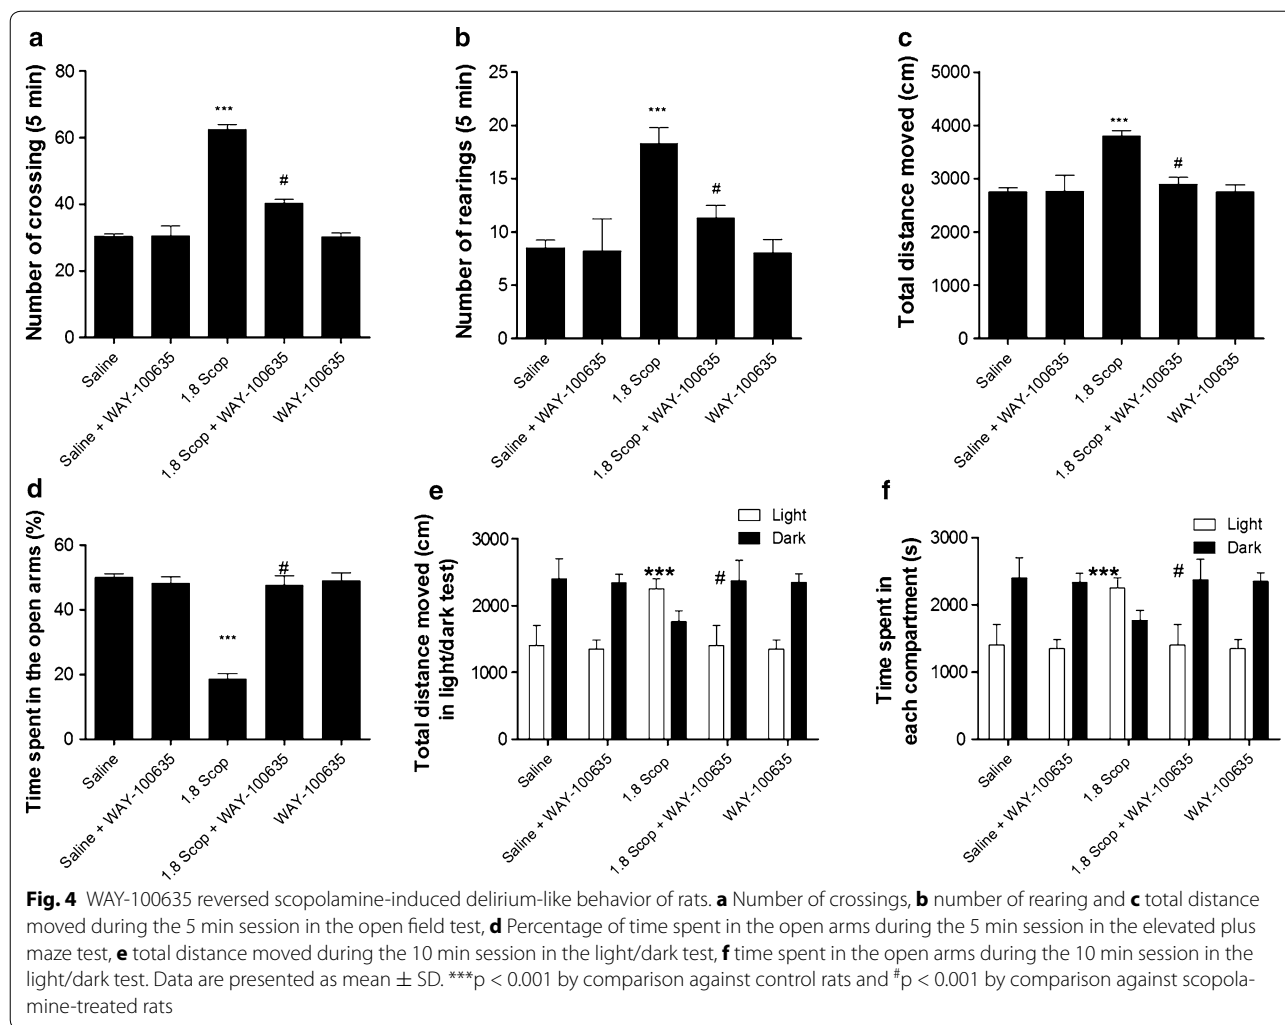 a
Number of crossing (5 min)
80
60
40
20
0
***
#
Saline
Saline + WAY-100635
1.8 Scop
1.8 Scop + WAY-100635
WAY-100635
b
Number of rearings (5 min)
25
20
15
10
5
0
***
#
Saline
Saline + WAY-100635
1.8 Scop
1.8 Scop + WAY-100635
WAY-100635
c
Total distance moved (cm)
5000
4000
3000
2000
1000
0
***
#
Saline
Saline + WAY-100635
1.8 Scop
1.8 Scop + WAY-100635
WAY-100635
d
Time spent in the open arms (%)
60
40
20
0
***
#
Saline
Saline + WAY-100635
1.8 Scop
1.8 Scop + WAY-100635
WAY-100635
e
Total distance moved (cm)
in light/dark test)
Light
Dark
3000
2000
1000
0
***
#
Saline
Saline + WAY-100635
1.8 Scop
1.8 Scop + WAY-100635
WAY-100635
f
Time spent in
each compartment (s)
Light
Dark
3000
2000
1000
0
***
#
Saline
Saline + WAY-100635
1.8 Scop
1.8 Scop + WAY-100635
WAY-100635
Fig. 4 WAY-100635 reversed scopolamine-induced delirium-like behavior of rats. a Number of crossings, b number of rearing and c total distance
moved during the 5 min session in the open field test, d Percentage of time spent in the open arms during the 5 min session in the elevated plus
maze test, e total distance moved during the 10 min session in the light/dark test, f time spent in the open arms during the 10 min session in the
light/dark test. Data are presented as mean ± SD. ***p < 0.001 by comparison against control rats and #p < 0.001 by comparison against scopola-
mine-treated rats